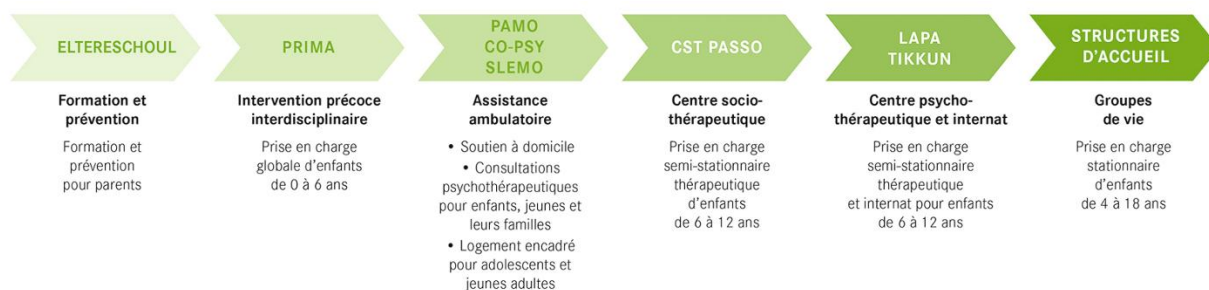 ELTERESCHOUL
Formation et
prévention
Formation et
prévention
pour parents
PRIMA
Intervention précoce
interdisciplinaire
Prise en charge
globale d'enfants
de 0 à 6 ans
PAMO
CO-PSY
SLEMO
Assistance
ambulatoire
• Soutien à domicile
• Consultations
psychothérapeutiques
pour enfants, jeunes et
leurs familles
• Logement encadré
pour adolescents et
jeunes adultes
CST PASSO
Centre socio-
thérapeutique
Prise en charge
semi-stationnaire
thérapeutique
d'enfants
de 6 à 12 ans
LAPA
TIKKUN
Centre psycho-
thérapeutique et internat
Prise en charge
semi-stationnaire
thérapeutique
et internat pour enfants
de 6 à 12 ans
STRUCTURES
D'ACCUEIL
Groupes
de vie
Prise en charge
stationnaire
d'enfants
de 4 à 18 ans